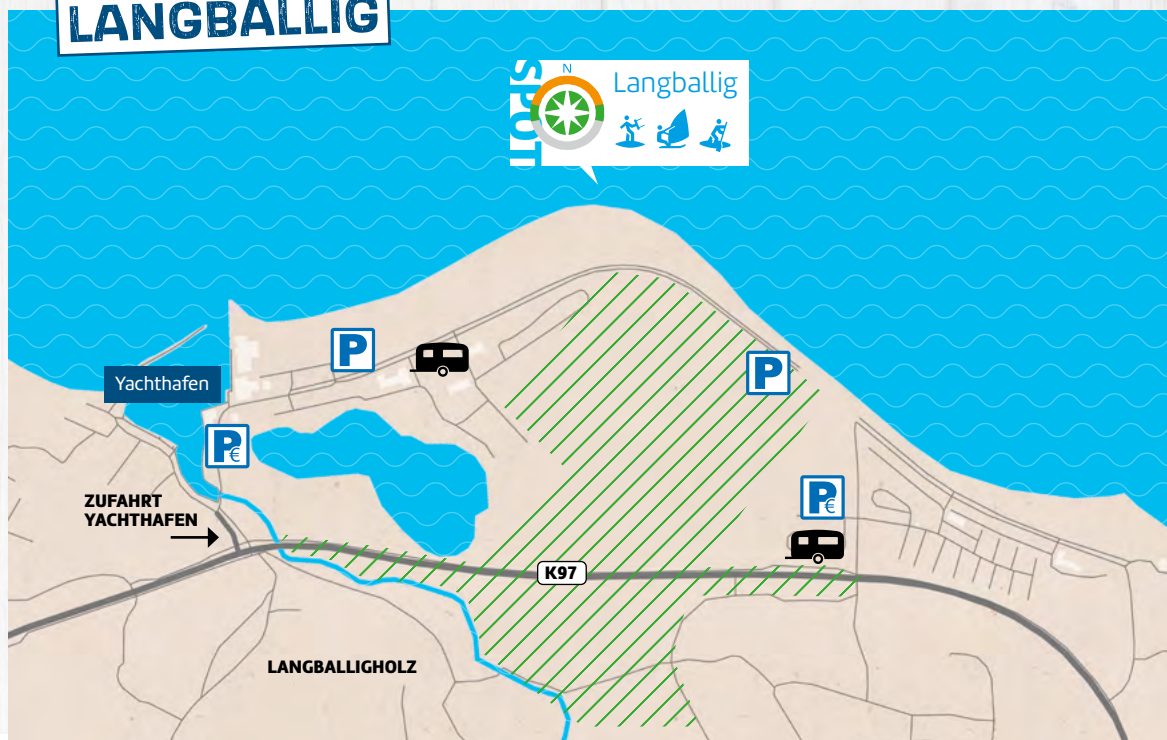 LANGBALLIG
SPOT
N
Langballig
P
P
Yachthafen
P€
P€
ZUFAHRT
YACHTHAFEN
K97
LANGBALLIGHOLZ